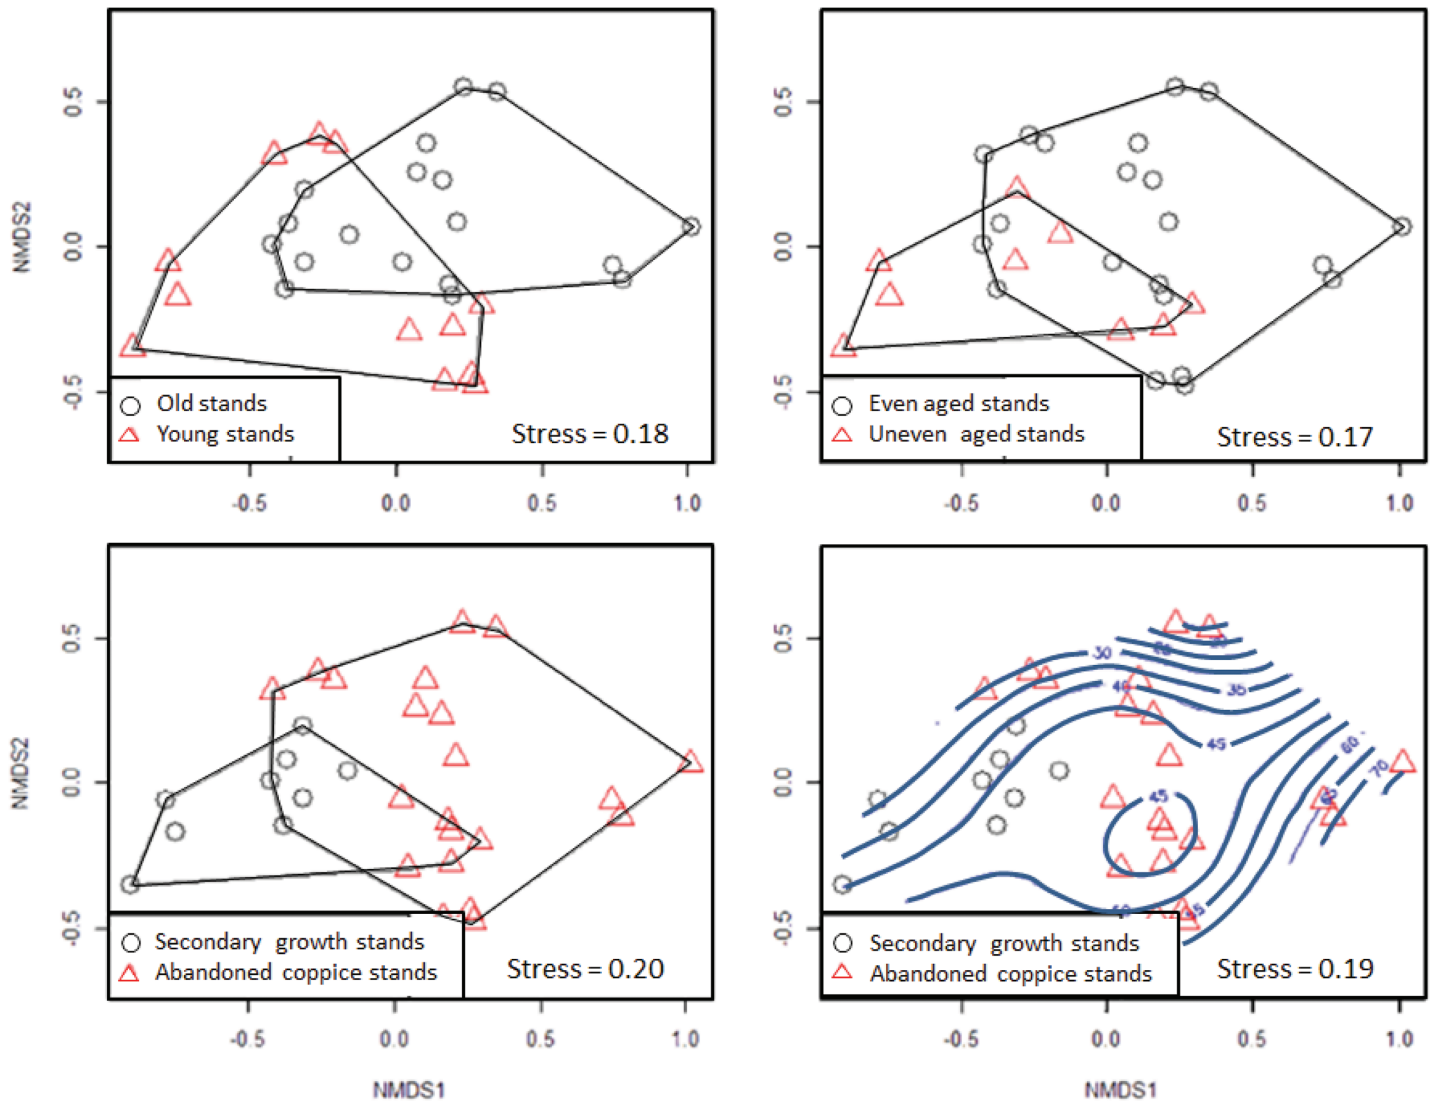 NMDS2
0.5
0.0
-0.5
Old stands
Young stands
Stress = 0.18
-0.5 0.0 0.5 1.0
0.5
0.0
-0.5
Even aged stands
Uneven aged stands
Stress = 0.17
-0.5 0.0 0.5 1.0
NMDS2
0.5
0.0
-0.5
Secondary growth stands
Abandoned coppice stands
Stress = 0.20
-0.5 0.0 0.5 1.0
NMDS1
0.5
0.0
-0.5
30
35
40
45
45
60
70
Secondary growth stands
Abandoned coppice stands
Stress = 0.19
-0.5 0.0 0.5 1.0
NMDS1